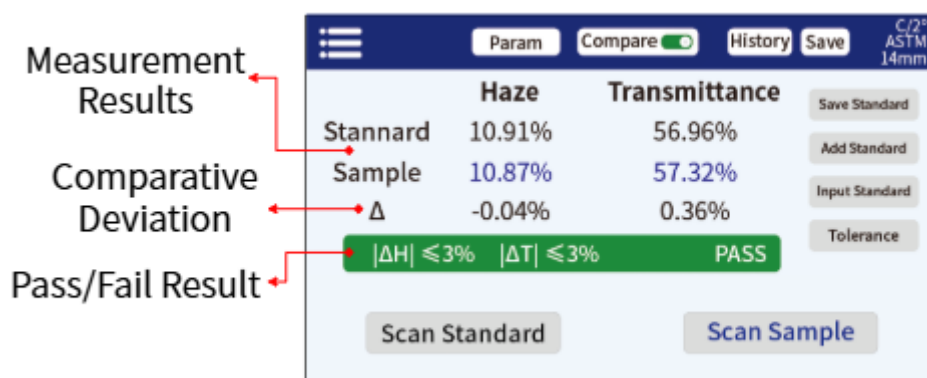 Param Compare History Save C/2°
ASTM
14mm
Measurement
Results
Comparative
Deviation
Pass/Fail Result
Haze Transmittance
Stannard 10.91% 56.96%
Sample 10.87% 57.32%
Δ -0.04% 0.36%
|ΔH| ≤3% |ΔT| ≤3% PASS
Save Standard
Add Standard
Input Standard
Tolerance
Scan Standard Scan Sample